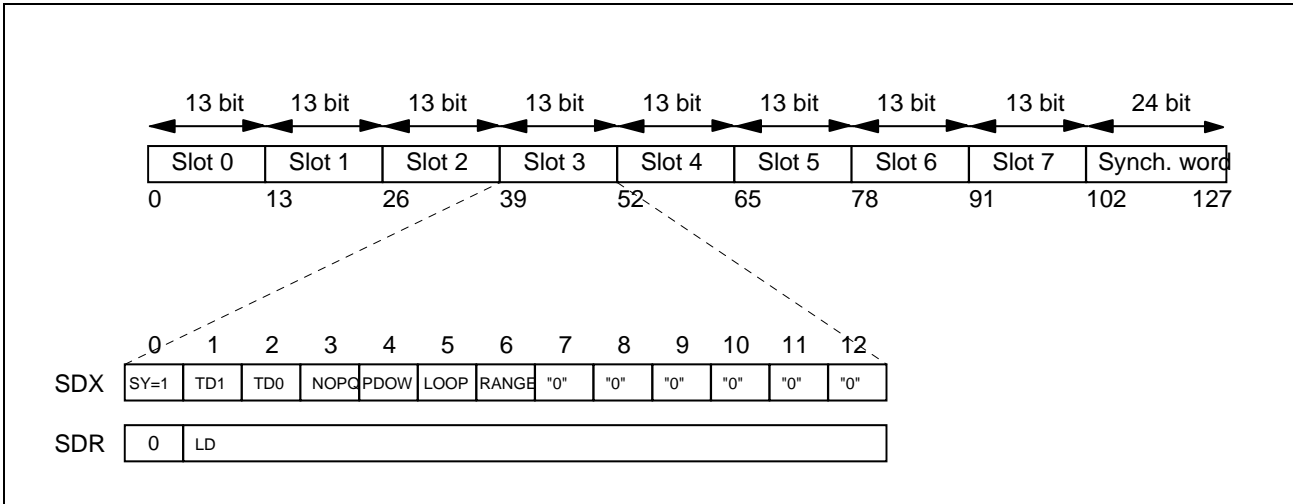 13 bit 13 bit 13 bit 13 bit 13 bit 13 bit 13 bit 13 bit 24 bit
Slot 0 Slot 1 Slot 2 Slot 3 Slot 4 Slot 5 Slot 6 Slot 7 Synch. word
0 13 26 39 52 65 78 91 102 127
0 1 2 3 4 5 6 7 8 9 10 11 12
SDX SY=1 TD1 TD0 NOPQ PDOW LOOP RANGE "0" "0" "0" "0" "0" "0"
SDR 0 LD